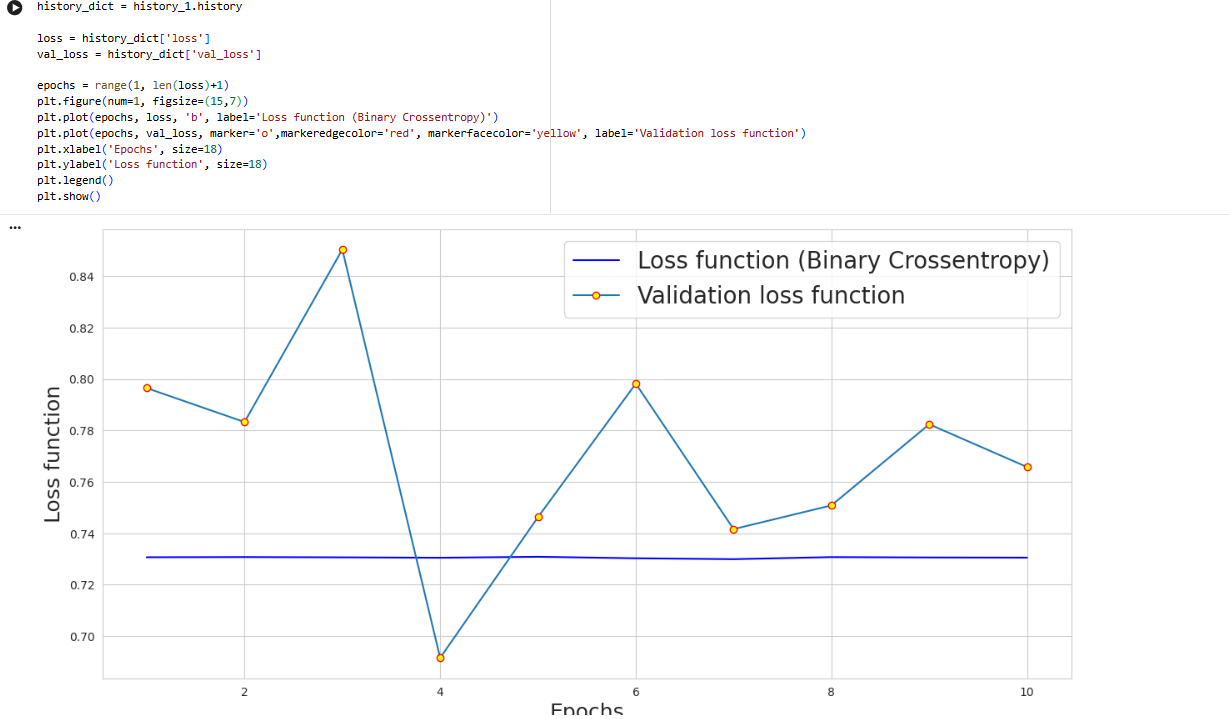 history_dict = history_1.history
loss = history_dict['loss']
val_loss = history_dict['val_loss']
epochs = range(1, len(loss)+1)
plt.figure(num=1, figsize=(15,7))
plt.plot(epochs, loss, 'b', label='Loss function (Binary Crossentropy)')
plt.plot(epochs, val_loss, marker='o',markeredgecolor='red', markerfacecolor='yellow', label='Validation loss function')
plt.xlabel('Epochs', size=18)
plt.ylabel('Loss function', size=18)
plt.legend()
plt.show()
...
Loss function (Binary Crossentropy)
Validation loss function
0.84
0.82
0.80
0.78
0.76
0.74
0.72
0.70
Loss function
2 4 6 8 10
Epochs